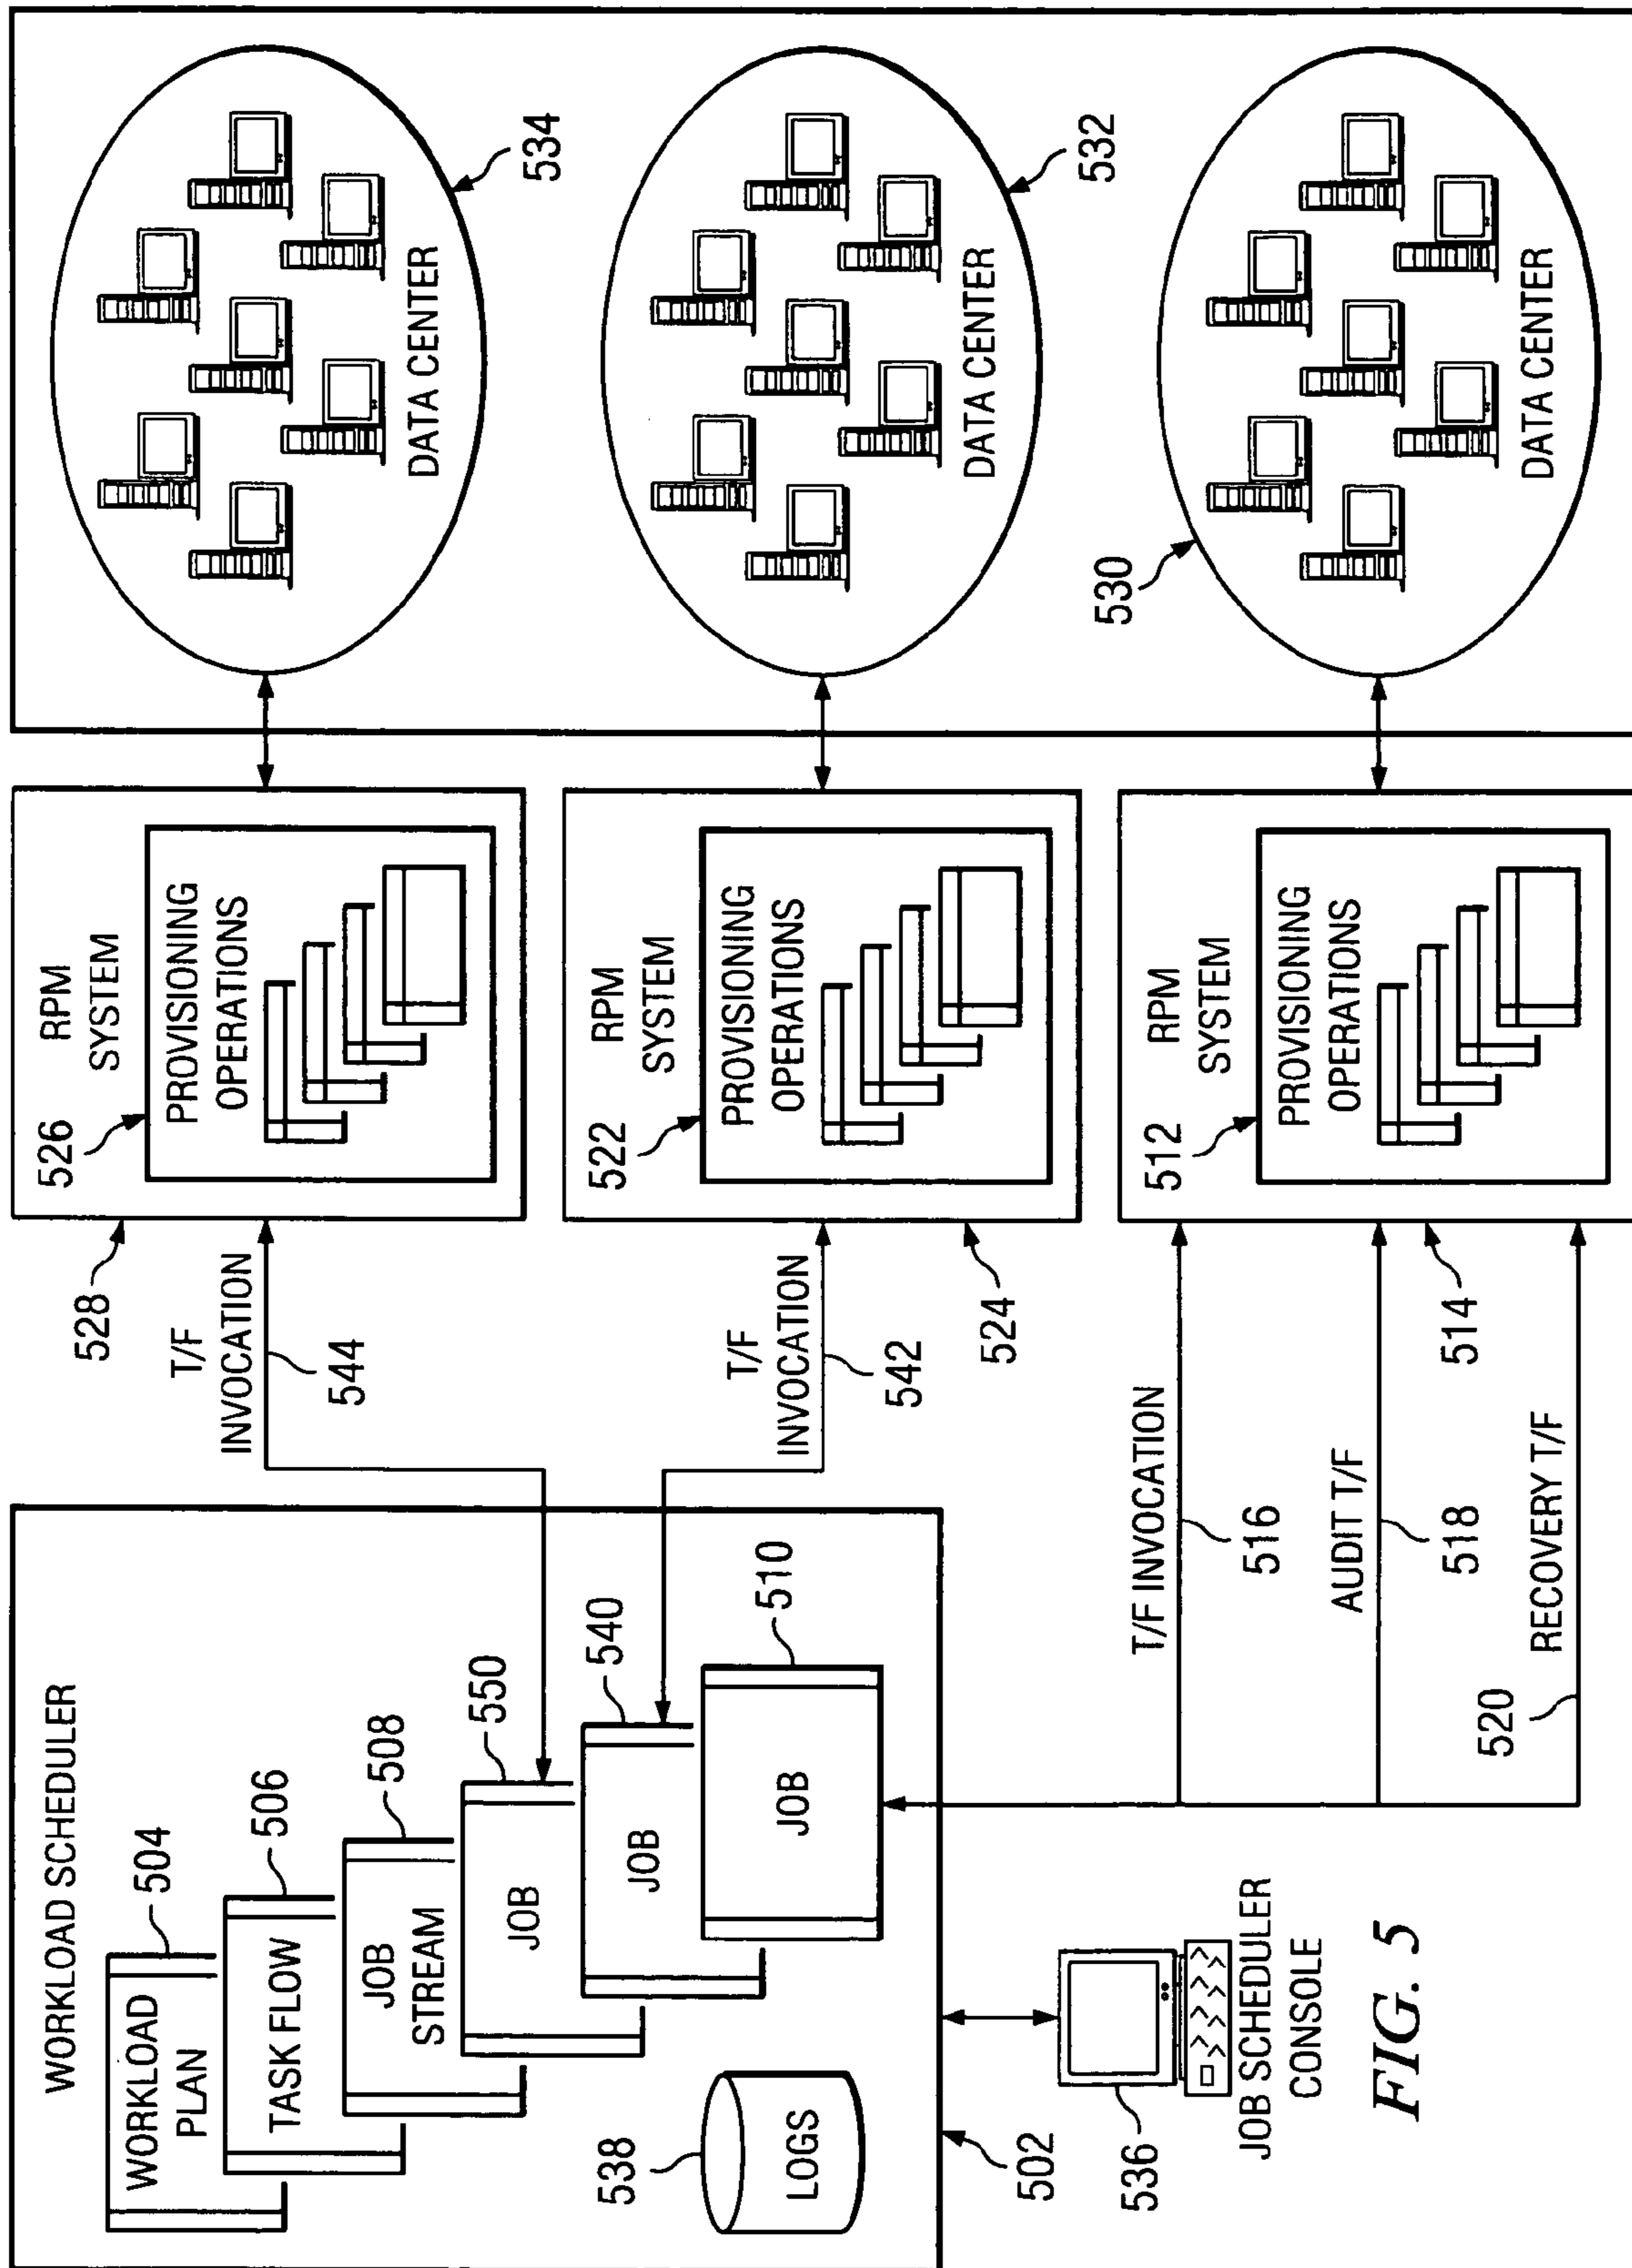 WORKLOAD SCHEDULER
WORKLOAD
PLAN
504
TASK FLOW
506
JOB
STREAM
508
JOB
550
JOB
540
JOB
510
538
LOGS
502
536
JOB SCHEDULER
CONSOLE
T/F
INVOCATION
544
528
T/F
INVOCATION
542
524
T/F INVOCATION
516
AUDIT T/F
518
514
RECOVERY T/F
520
RPM
SYSTEM
526
PROVISIONING
OPERATIONS
RPM
SYSTEM
522
PROVISIONING
OPERATIONS
RPM
SYSTEM
512
PROVISIONING
OPERATIONS
DATA CENTER
534
DATA CENTER
532
530
DATA CENTER
FIG. 5